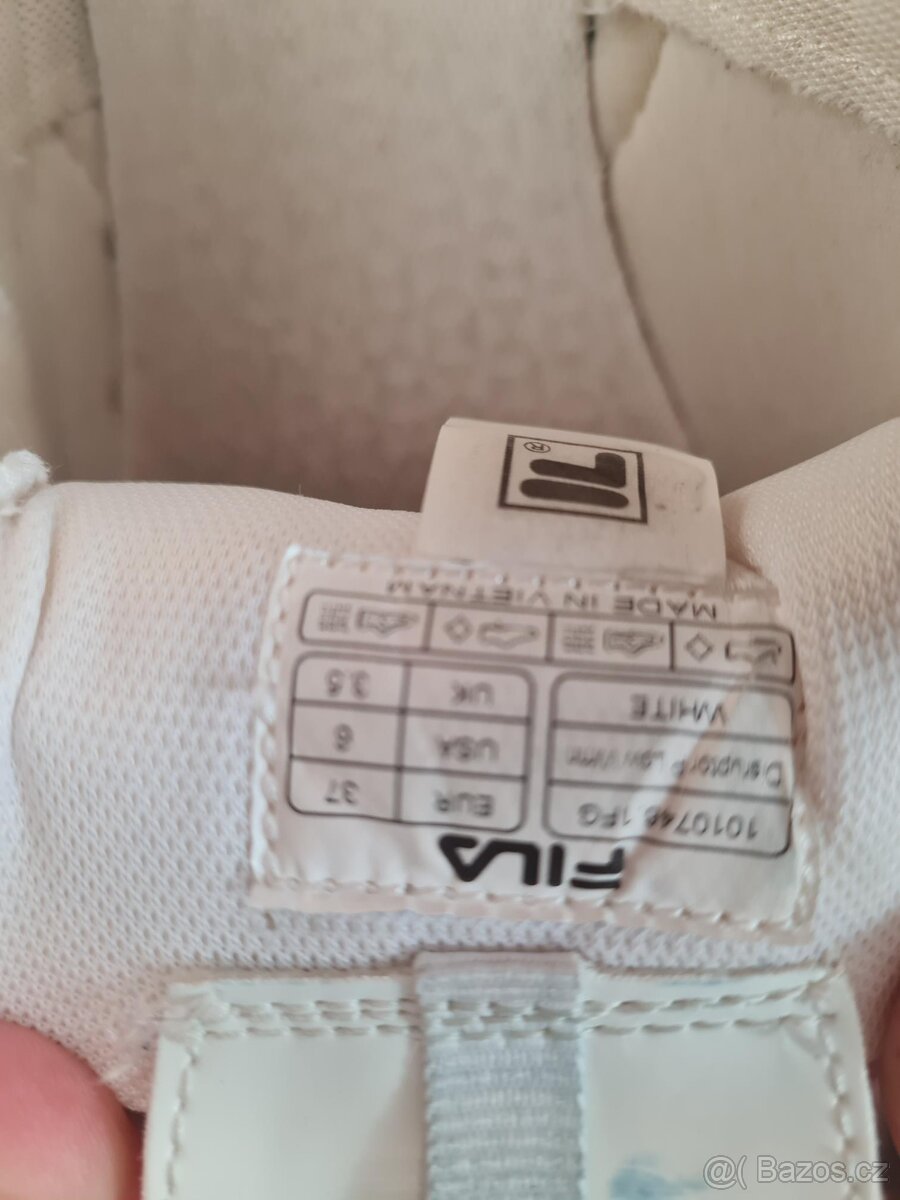 FILA
1010746 1FG
Disruptor P Low Wmn
WHITE
EUR 37
USA 6
UK 3.5
MADE IN VIETNAM
®
@( Bazos.cz